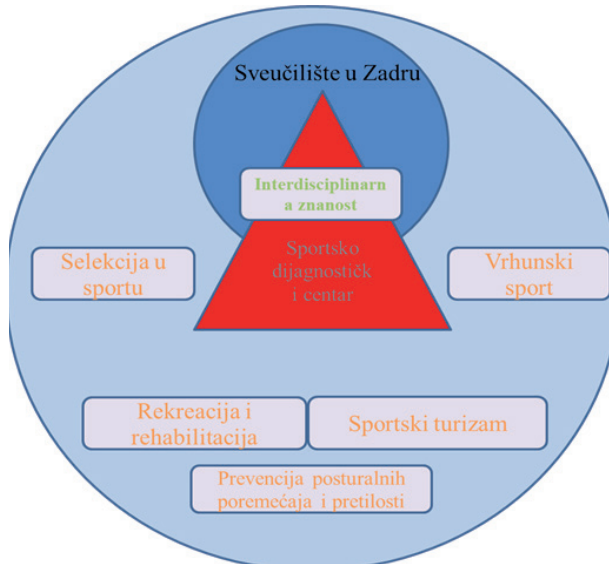 Sveučilište u Zadru
Interdisciplinarn
a znanost
Sportsko
dijagnostičk
i centar
Selekcija u
sportu
Vrhunski
sport
Rekreacija i
rehabilitacija
Sportski turizam
Prevencija posturalnih
poremećaja i pretilosti